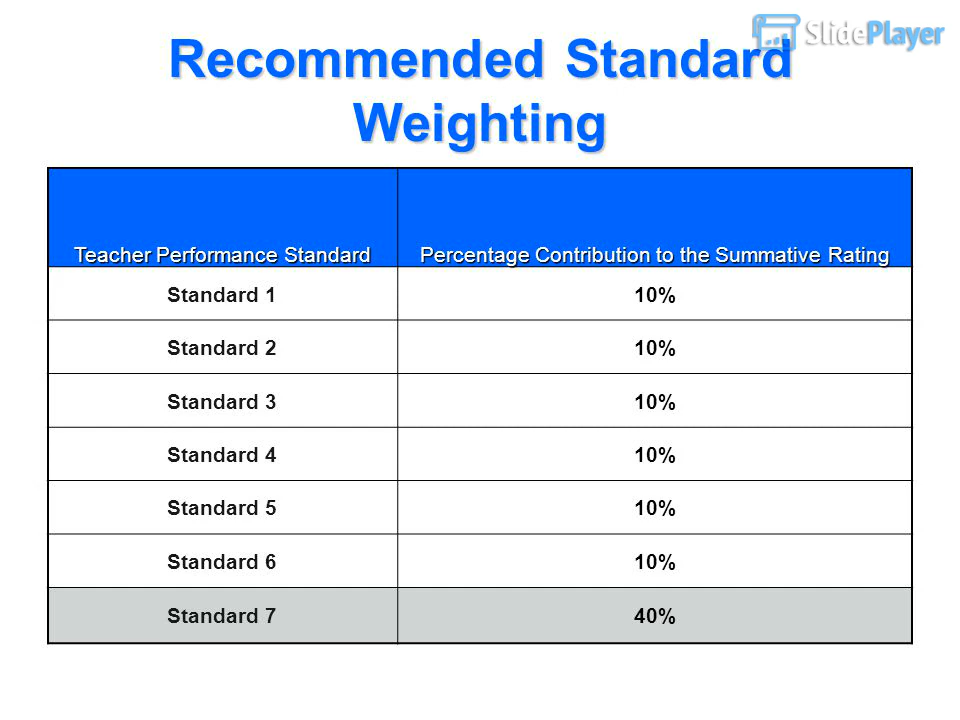 SlidePlayer
Recommended Standard
Weighting
Teacher Performance Standard Percentage Contribution to the Summative Rating
Standard 1 10%
Standard 2 10%
Standard 3 10%
Standard 4 10%
Standard 5 10%
Standard 6 10%
Standard 7 40%